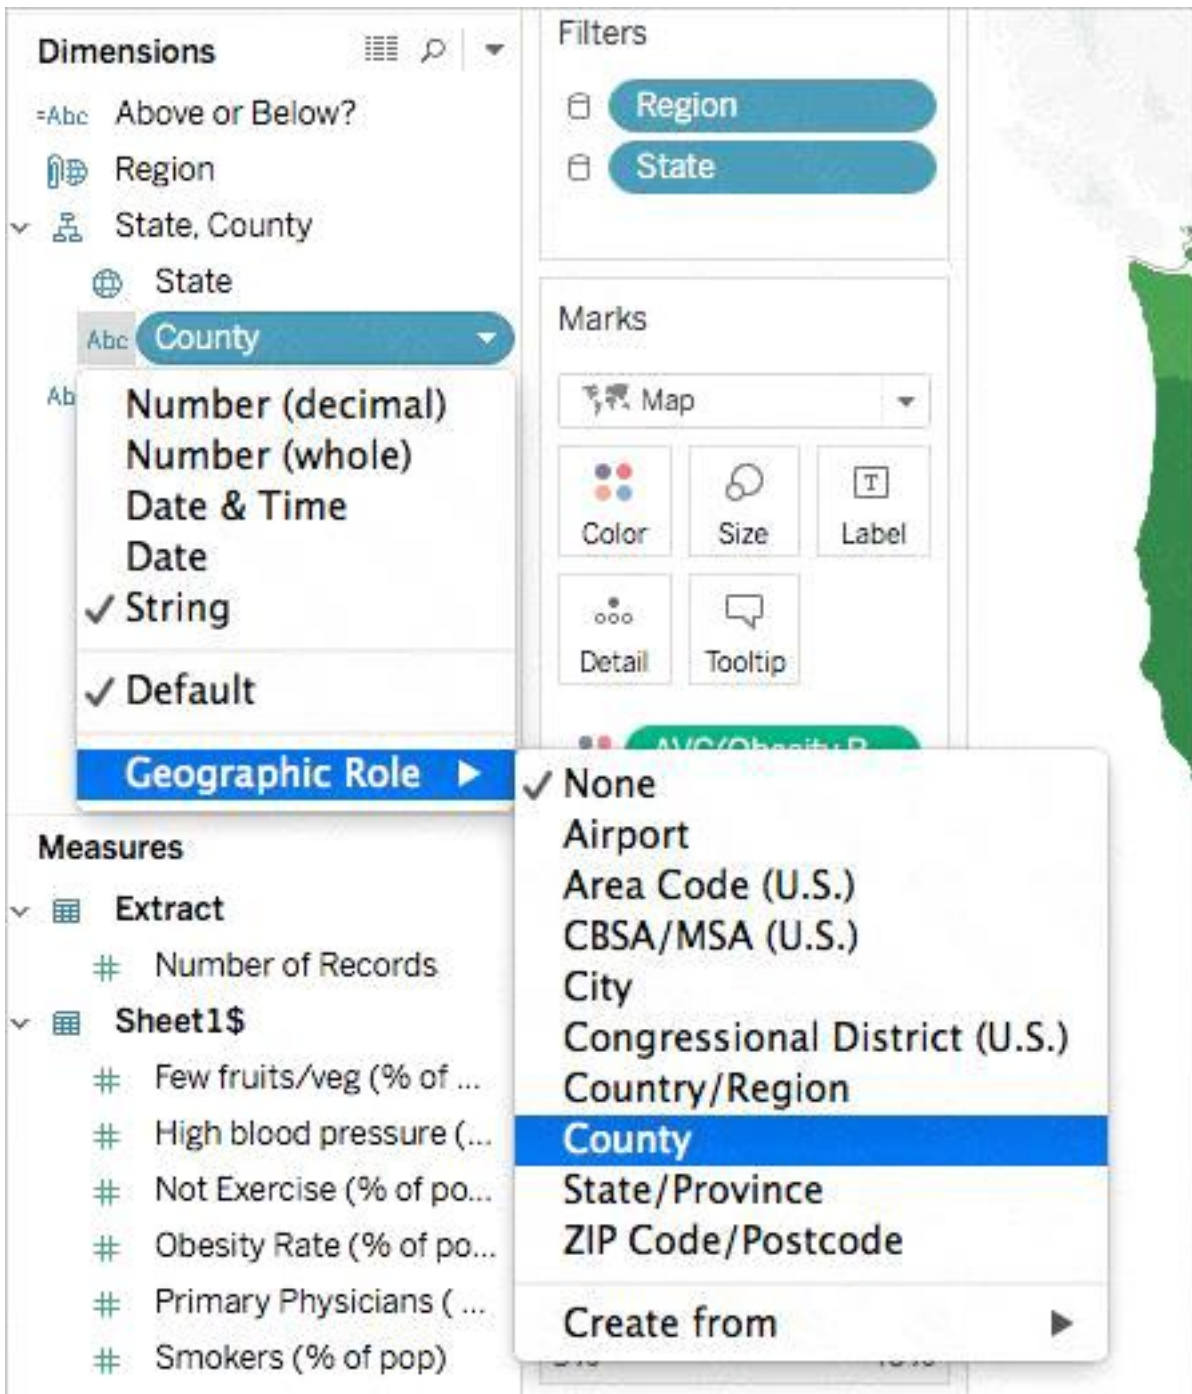 Dimensions
=Abc Above or Below?
Region
State, County
State
Abc County
Ab
Number (decimal)
Number (whole)
Date & Time
Date
String
Default
Geographic Role
Measures
Extract
Number of Records
Sheet1$
Few fruits/veg (% of ...
High blood pressure (...
Not Exercise (% of po...
Obesity Rate (% of po...
Primary Physicians ( ...
Smokers (% of pop)
Filters
Region
State
Marks
Map
Color
Size
T
Label
Detail
Tooltip
AVG(Obesity R...
None
Airport
Area Code (U.S.)
CBSA/MSA (U.S.)
City
Congressional District (U.S.)
Country/Region
County
State/Province
ZIP Code/Postcode
Create from